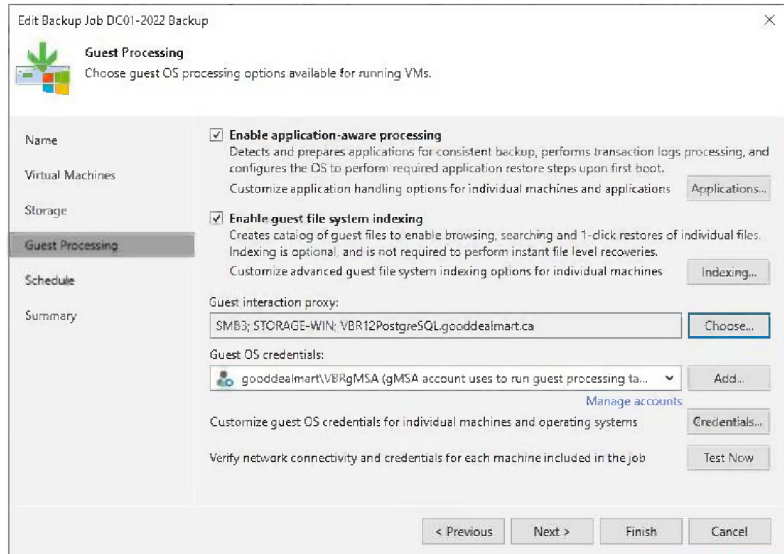 Edit Backup Job DC01-2022 Backup
Guest Processing
Choose guest OS processing options available for running VMs.
Name
Virtual Machines
Storage
Guest Processing
Schedule
Summary
Enable application-aware processing
Detects and prepares applications for consistent backup, performs transaction logs processing, and
configures the OS to perform required application restore steps upon first boot.
Customize application handling options for individual machines and applications
Applications...
Enable guest file system indexing
Creates catalog of guest files to enable browsing, searching and 1-click restores of individual files.
Indexing is optional, and is not required to perform instant file level recoveries.
Customize advanced guest file system indexing options for individual machines
Indexing...
Guest interaction proxy:
SMB3; STORAGE-WIN; VBR12PostgreSQL.gooddealmart.ca
Choose...
Guest OS credentials:
gooddealmart\VBRgMSA (gMSA account uses to run guest processing ta...
Add...
Manage accounts
Customize guest OS credentials for individual machines and operating systems
Credentials...
Verify network connectivity and credentials for each machine included in the job
Test Now
< Previous
Next >
Finish
Cancel